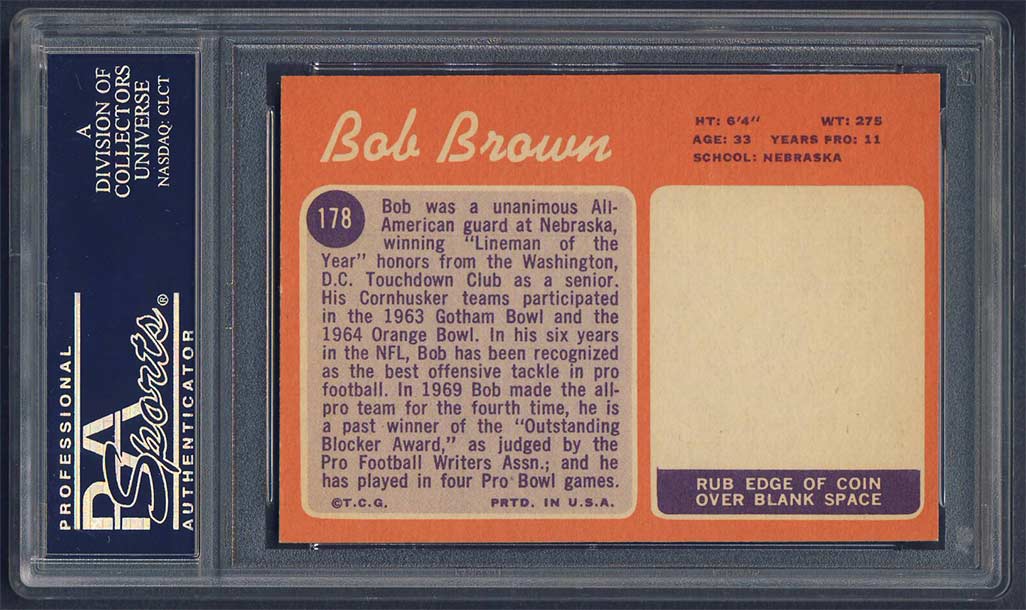 A
DIVISION OF
COLLECTORS
UNIVERSE
NASDAQ: CLCT
PROFESSIONAL
PSA
Sports®
AUTHENTICATOR
Bob Brown
HT: 6'4" WT: 275
AGE: 33 YEARS PRO: 11
SCHOOL: NEBRASKA
178
Bob was a unanimous All-
American guard at Nebraska,
winning "Lineman of the
Year" honors from the Washington,
D.C. Touchdown Club as a senior.
His Cornhusker teams participated
in the 1963 Gotham Bowl and the
1964 Orange Bowl. In his six years
in the NFL, Bob has been recognized
as the best offensive tackle in pro
football. In 1969 Bob made the all-
pro team for the fourth time, he is
a past winner of the "Outstanding
Blocker Award," as judged by the
Pro Football Writers Assn.; and he
has played in four Pro Bowl games.
©T.C.G. PRTD. IN U.S.A.
RUB EDGE OF COIN
OVER BLANK SPACE